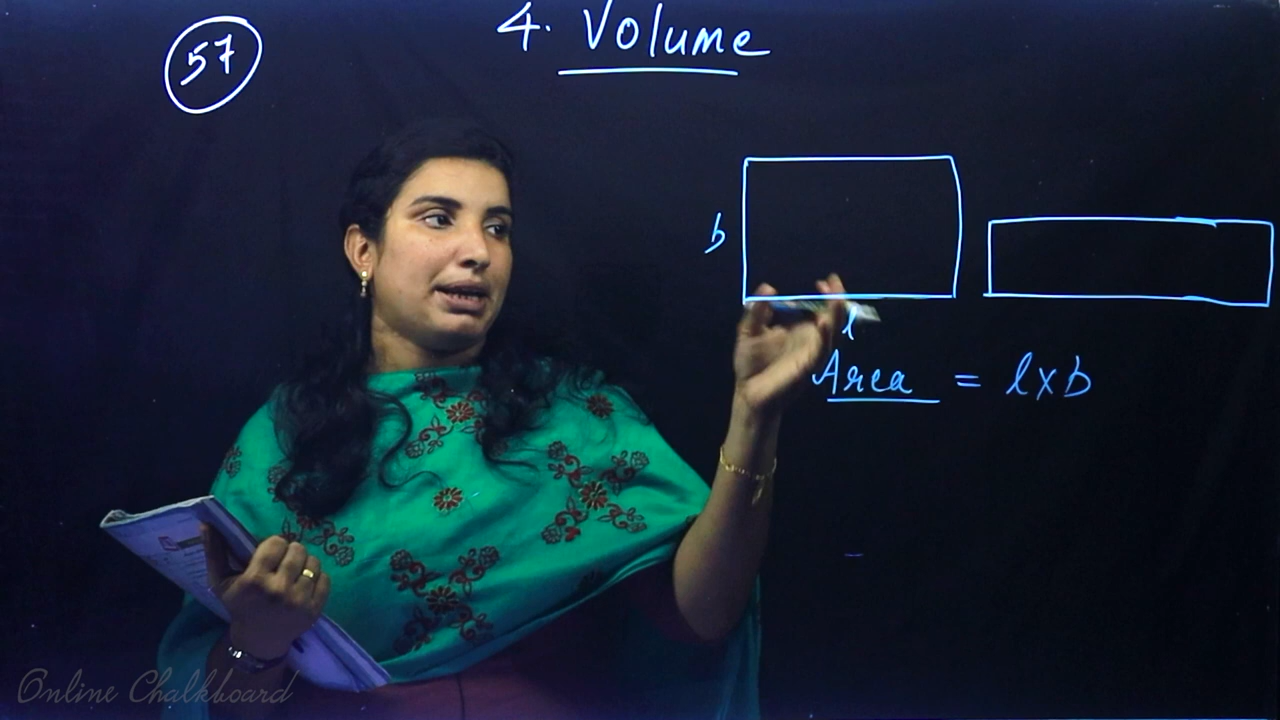 57
4. Volume
b
l
Area = l x b
Online Chalkboard